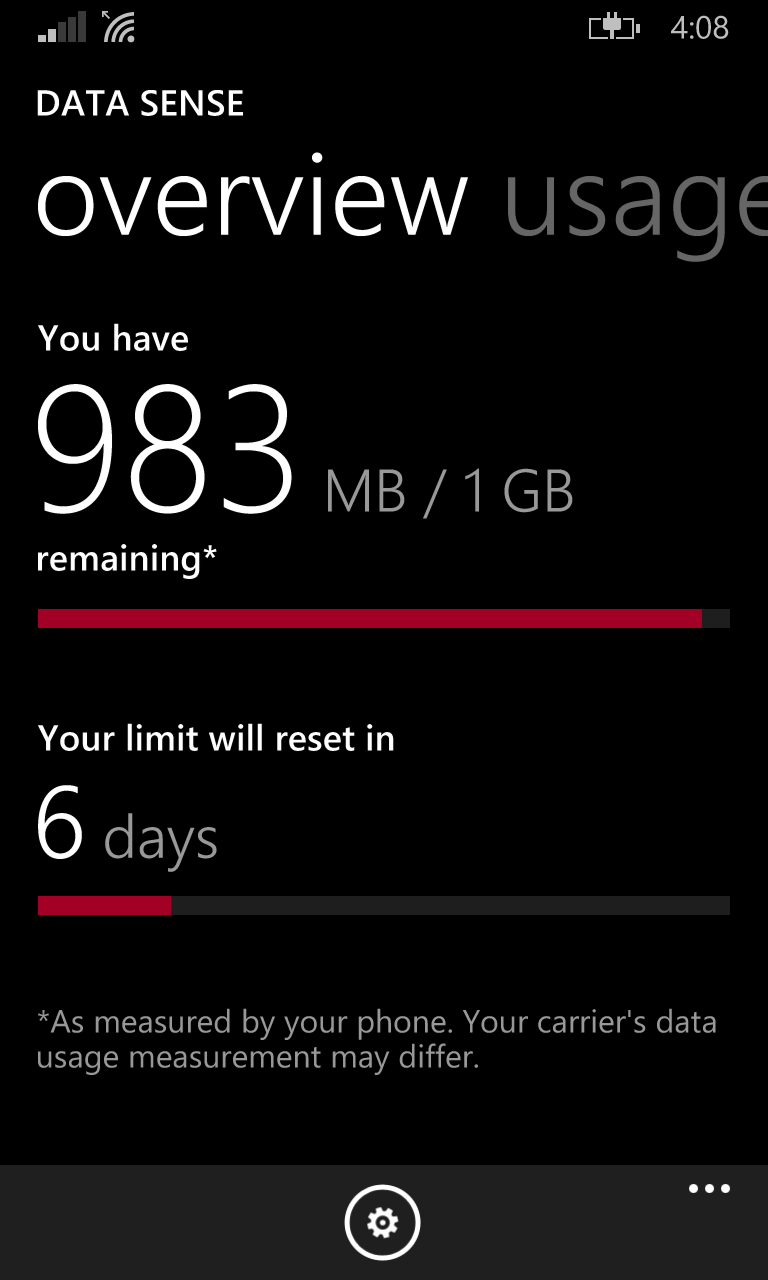 4:08
DATA SENSE
overview usage
You have
983 MB / 1 GB
remaining*
Your limit will reset in
6 days
*As measured by your phone. Your carrier's data
usage measurement may differ.